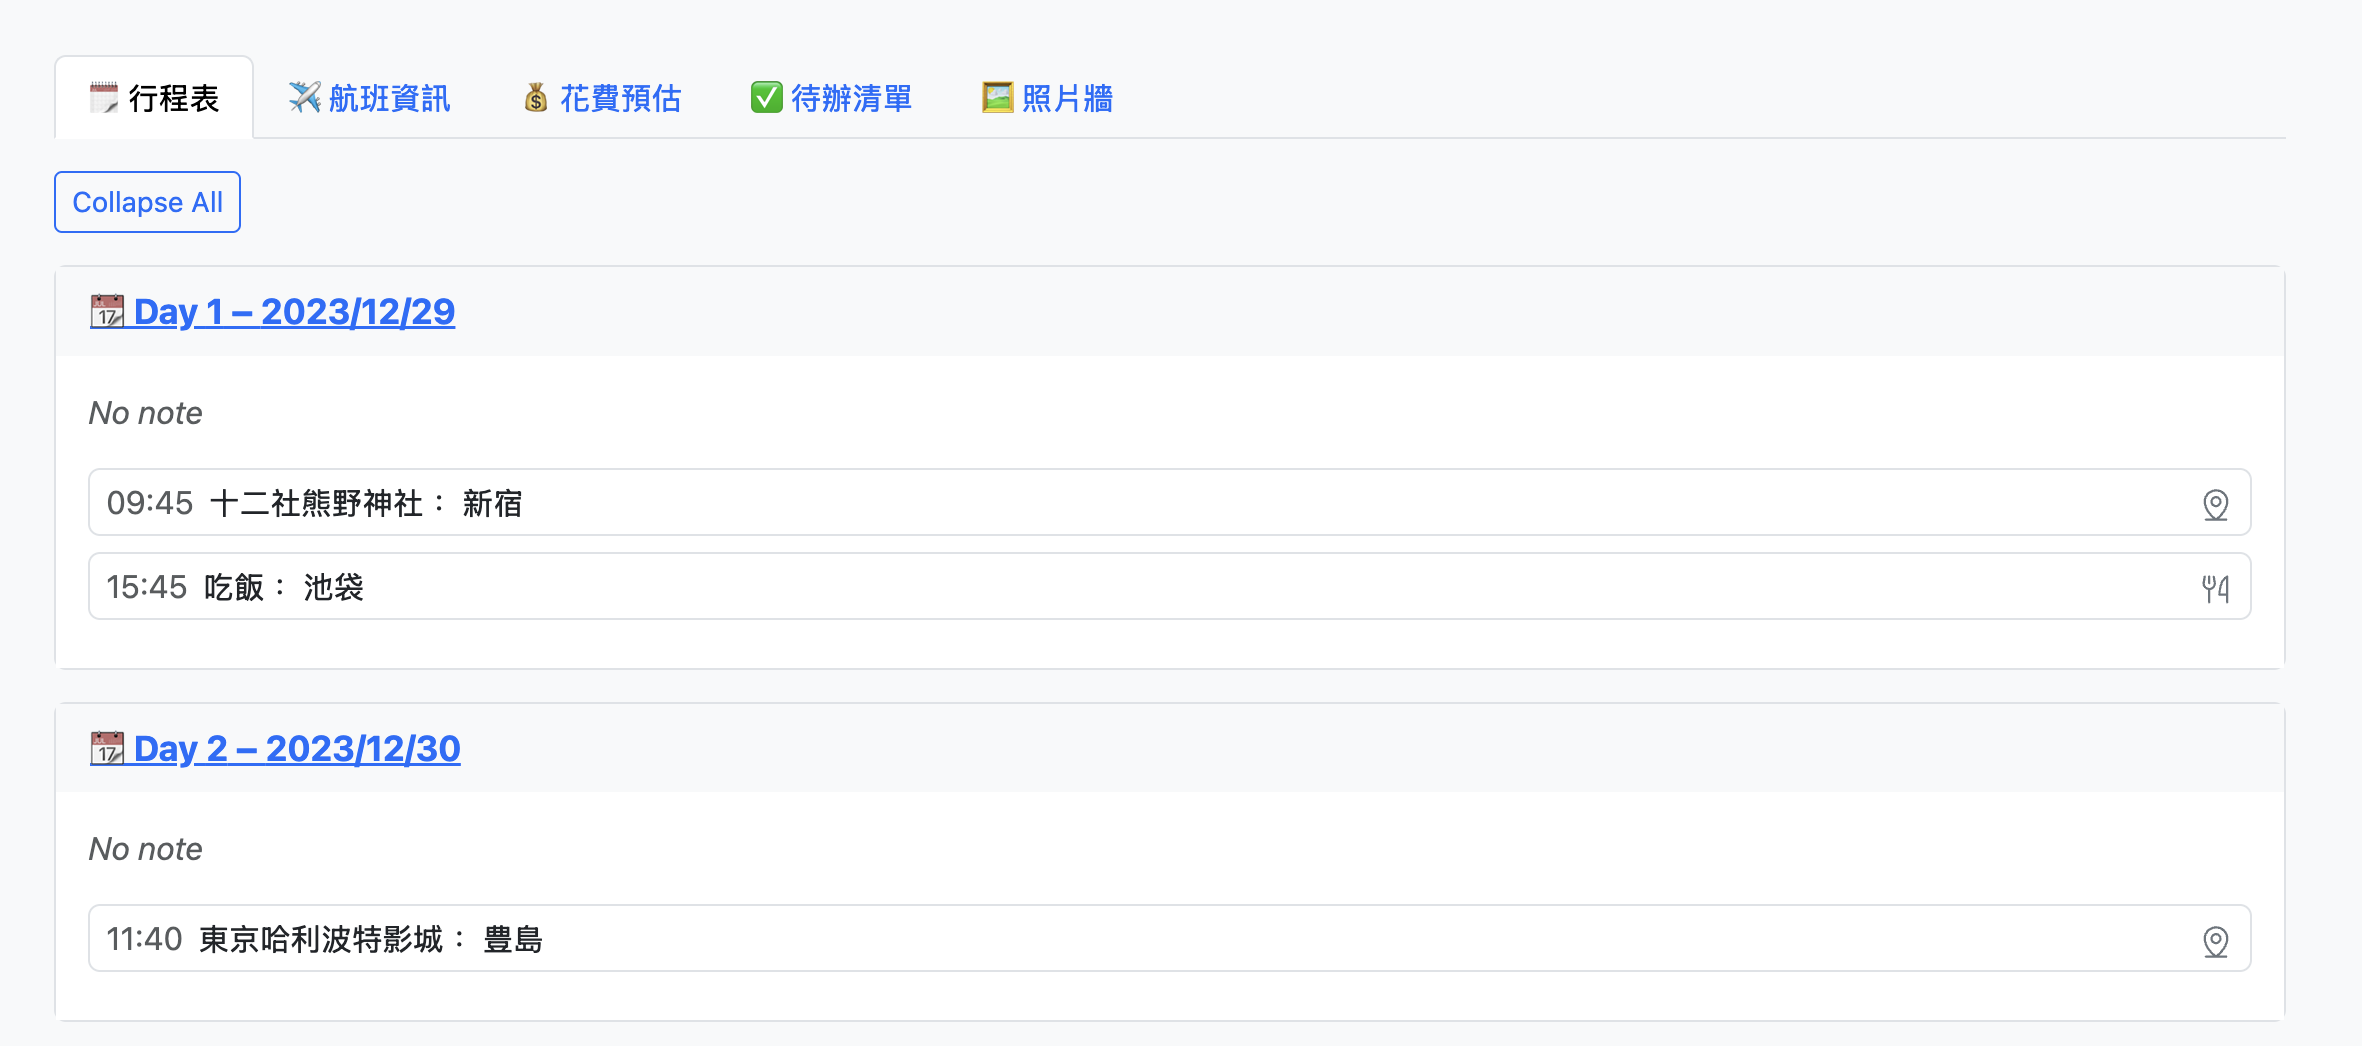 行程表 航班資訊 花費預估 待辦清單 照片牆
Collapse All
Day 1 – 2023/12/29
No note
09:45 十二社熊野神社： 新宿
15:45 吃飯： 池袋
Day 2 – 2023/12/30
No note
11:40 東京哈利波特影城： 豊島